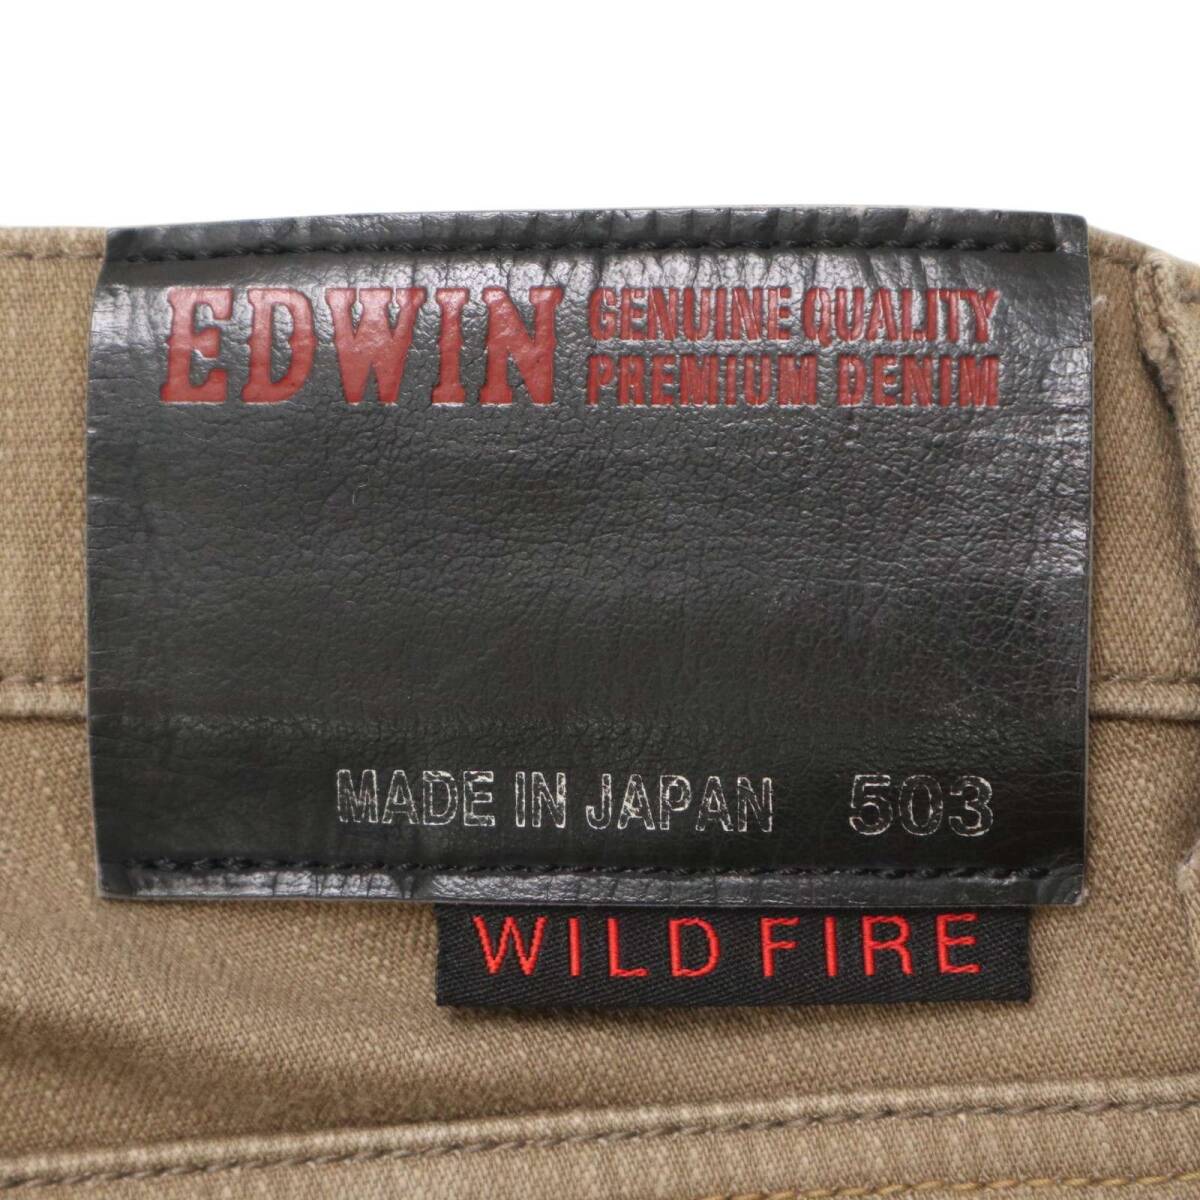 EDWIN GENUINE QUALITY
PREMIUM DENIM
MADE IN JAPAN 503
WILD FIRE